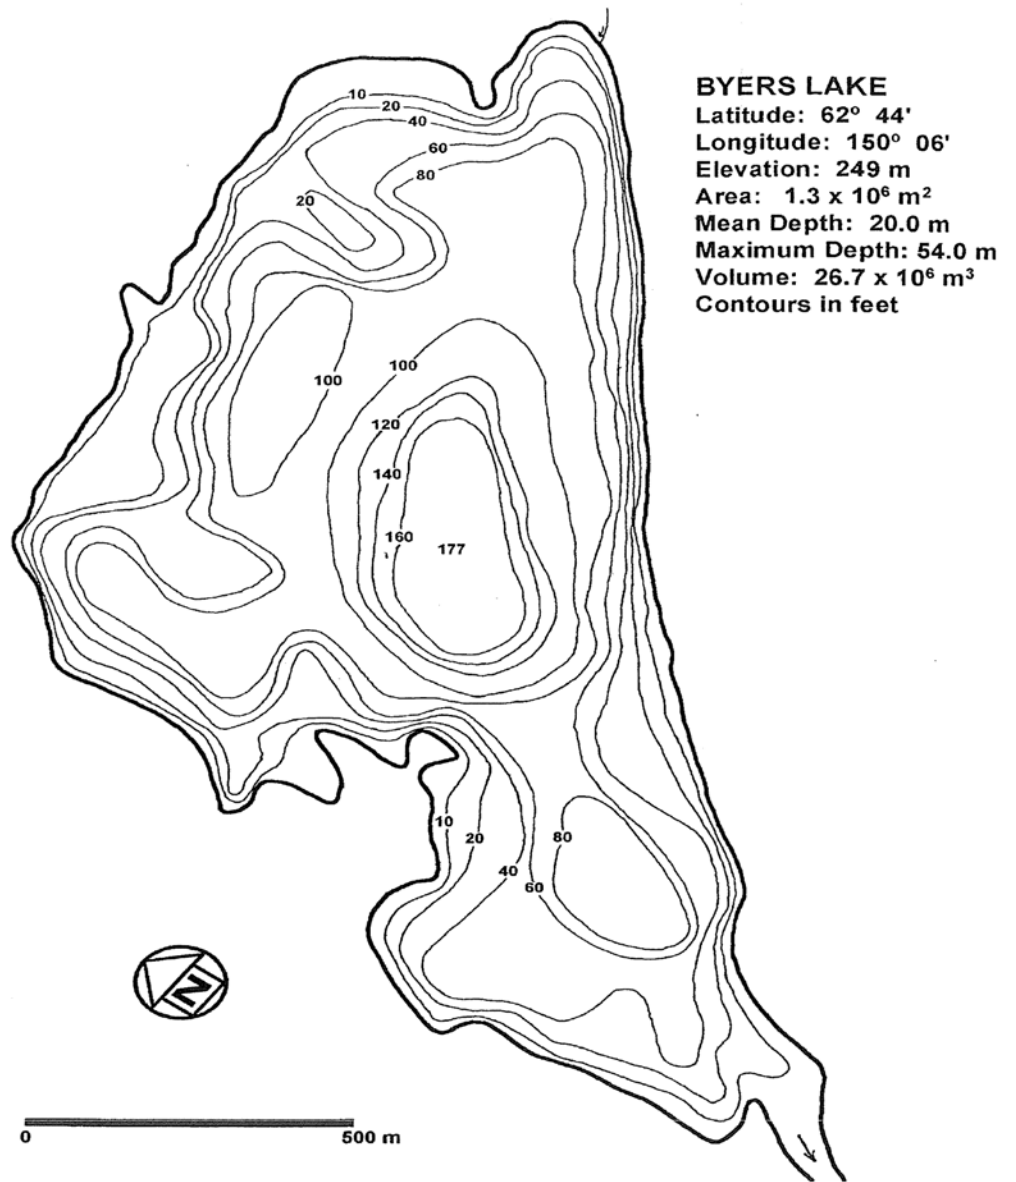 BYERS LAKE
Latitude: 62º 44'
Longitude: 150º 06'
Elevation: 249 m
Area: 1.3 x 10⁶ m²
Mean Depth: 20.0 m
Maximum Depth: 54.0 m
Volume: 26.7 x 10⁶ m³
Contours in feet
10
20
40
60
80
20
100
100
120
140
160
177
10
20
80
40
60
N
0 500 m